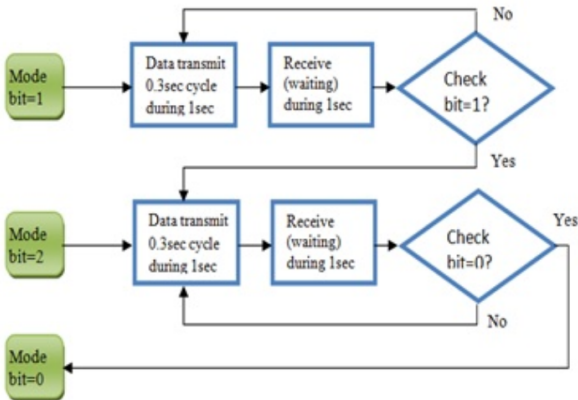 No
Mode
bit=1
Data transmit
0.3sec cycle
during 1sec
Receive
(waiting)
during 1sec
Check
bit=1?
Yes
Mode
bit=2
Data transmit
0.3sec cycle
during 1sec
Receive
(waiting)
during 1sec
Check
bit=0?
Yes
No
Mode
bit=0